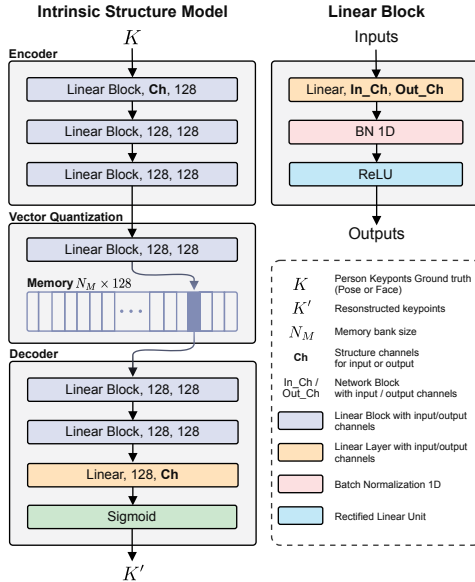 Intrinsic Structure Model
K
Encoder
Linear Block, Ch, 128
Linear Block, 128, 128
Linear Block, 128, 128
Vector Quantization
Linear Block, 128, 128
Memory N_M × 128
...
Decoder
Linear Block, 128, 128
Linear Block, 128, 128
Linear, 128, Ch
Sigmoid
K'
Linear Block
Inputs
Linear, In_Ch, Out_Ch
BN 1D
ReLU
Outputs
K Person Keyponts Ground truth
(Pose or Face)
K' Resonstructed keypoints
N_M Memory bank size
Ch Structure channels
for input or output
In_Ch / Network Block
Out_Ch with input / output channels
Linear Block with input/output
channels
Linear Layer with input/output
channels
Batch Normalization 1D
Rectified Linear Unit